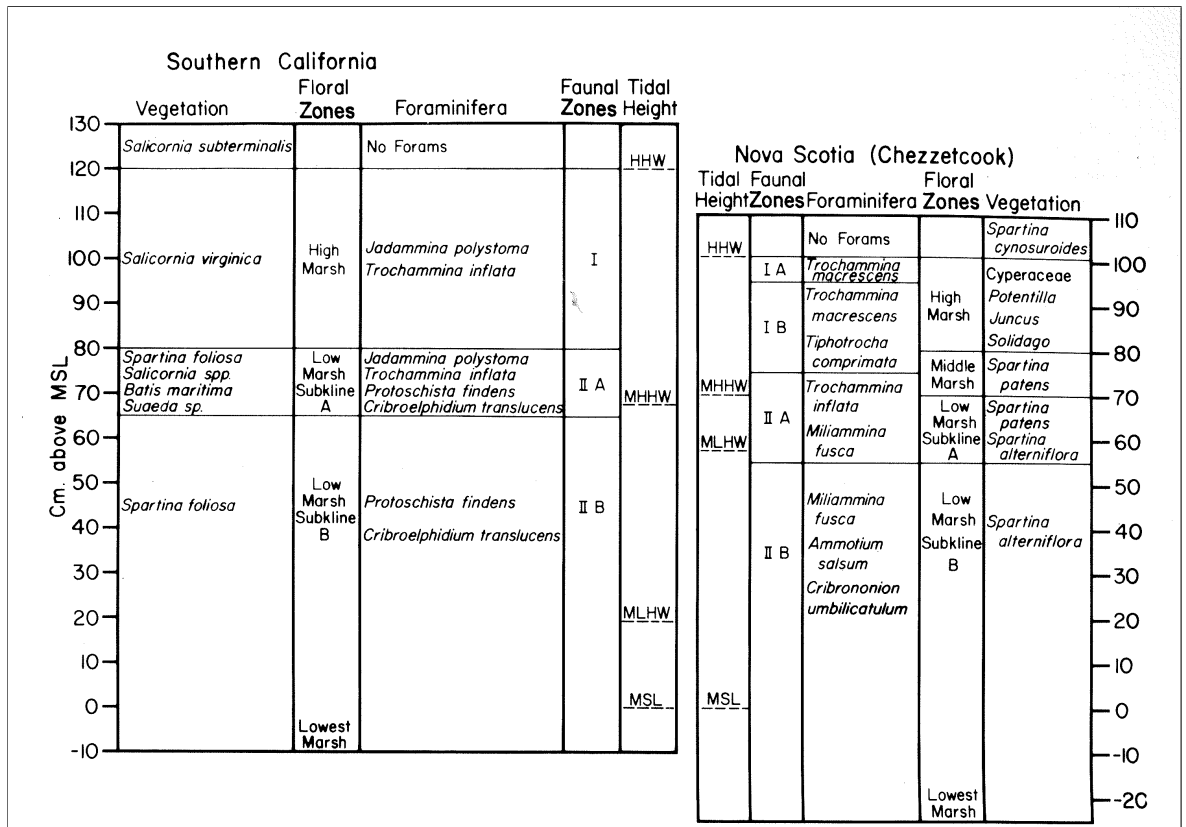 Southern California
Vegetation
Floral
Zones
Foraminifera
Faunal
Zones
Tidal
Height
Cm. above MSL
130
120
110
100
90
80
70
60
50
40
30
20
10
0
-10
Salicornia subterminalis
Salicornia virginica
Spartina foliosa
Salicornia spp.
Batis maritima
Suaeda sp.
Spartina foliosa
High
Marsh
Low
Marsh
Subkline
A
Low
Marsh
Subkline
B
Lowest
Marsh
No Forams
Jadammina polystoma
Trochammina inflata
Jadammina polystoma
Trochammina inflata
Protoschista findens
Cribroelphidium translucens
Protoschista findens
Cribroelphidium translucens
I
II A
II B
HHW
MHHW
MLHW
MSL
Nova Scotia (Chezzetcook)
Tidal
Height
Faunal
Zones
Foraminifera
Floral
Zones
Vegetation
HHW
MHHW
MLHW
MSL
I A
I B
II A
II B
No Forams
Trochammina
macrescens
Trochammina
macrescens
Tiphotrocha
comprimata
Trochammina
inflata
Miliammina
fusca
Miliammina
fusca
Ammotium
salsum
Cribrononion
umbilicatulum
High
Marsh
Middle
Marsh
Low
Marsh
Subkline
A
Low
Marsh
Subkline
B
Lowest
Marsh
Spartina
cynosuroides
Cyperaceae
Potentilla
Juncus
Solidago
Spartina
patens
Spartina
patens
Spartina
alterniflora
Spartina
alterniflora
110
100
90
80
70
60
50
40
30
20
10
0
-10
-20